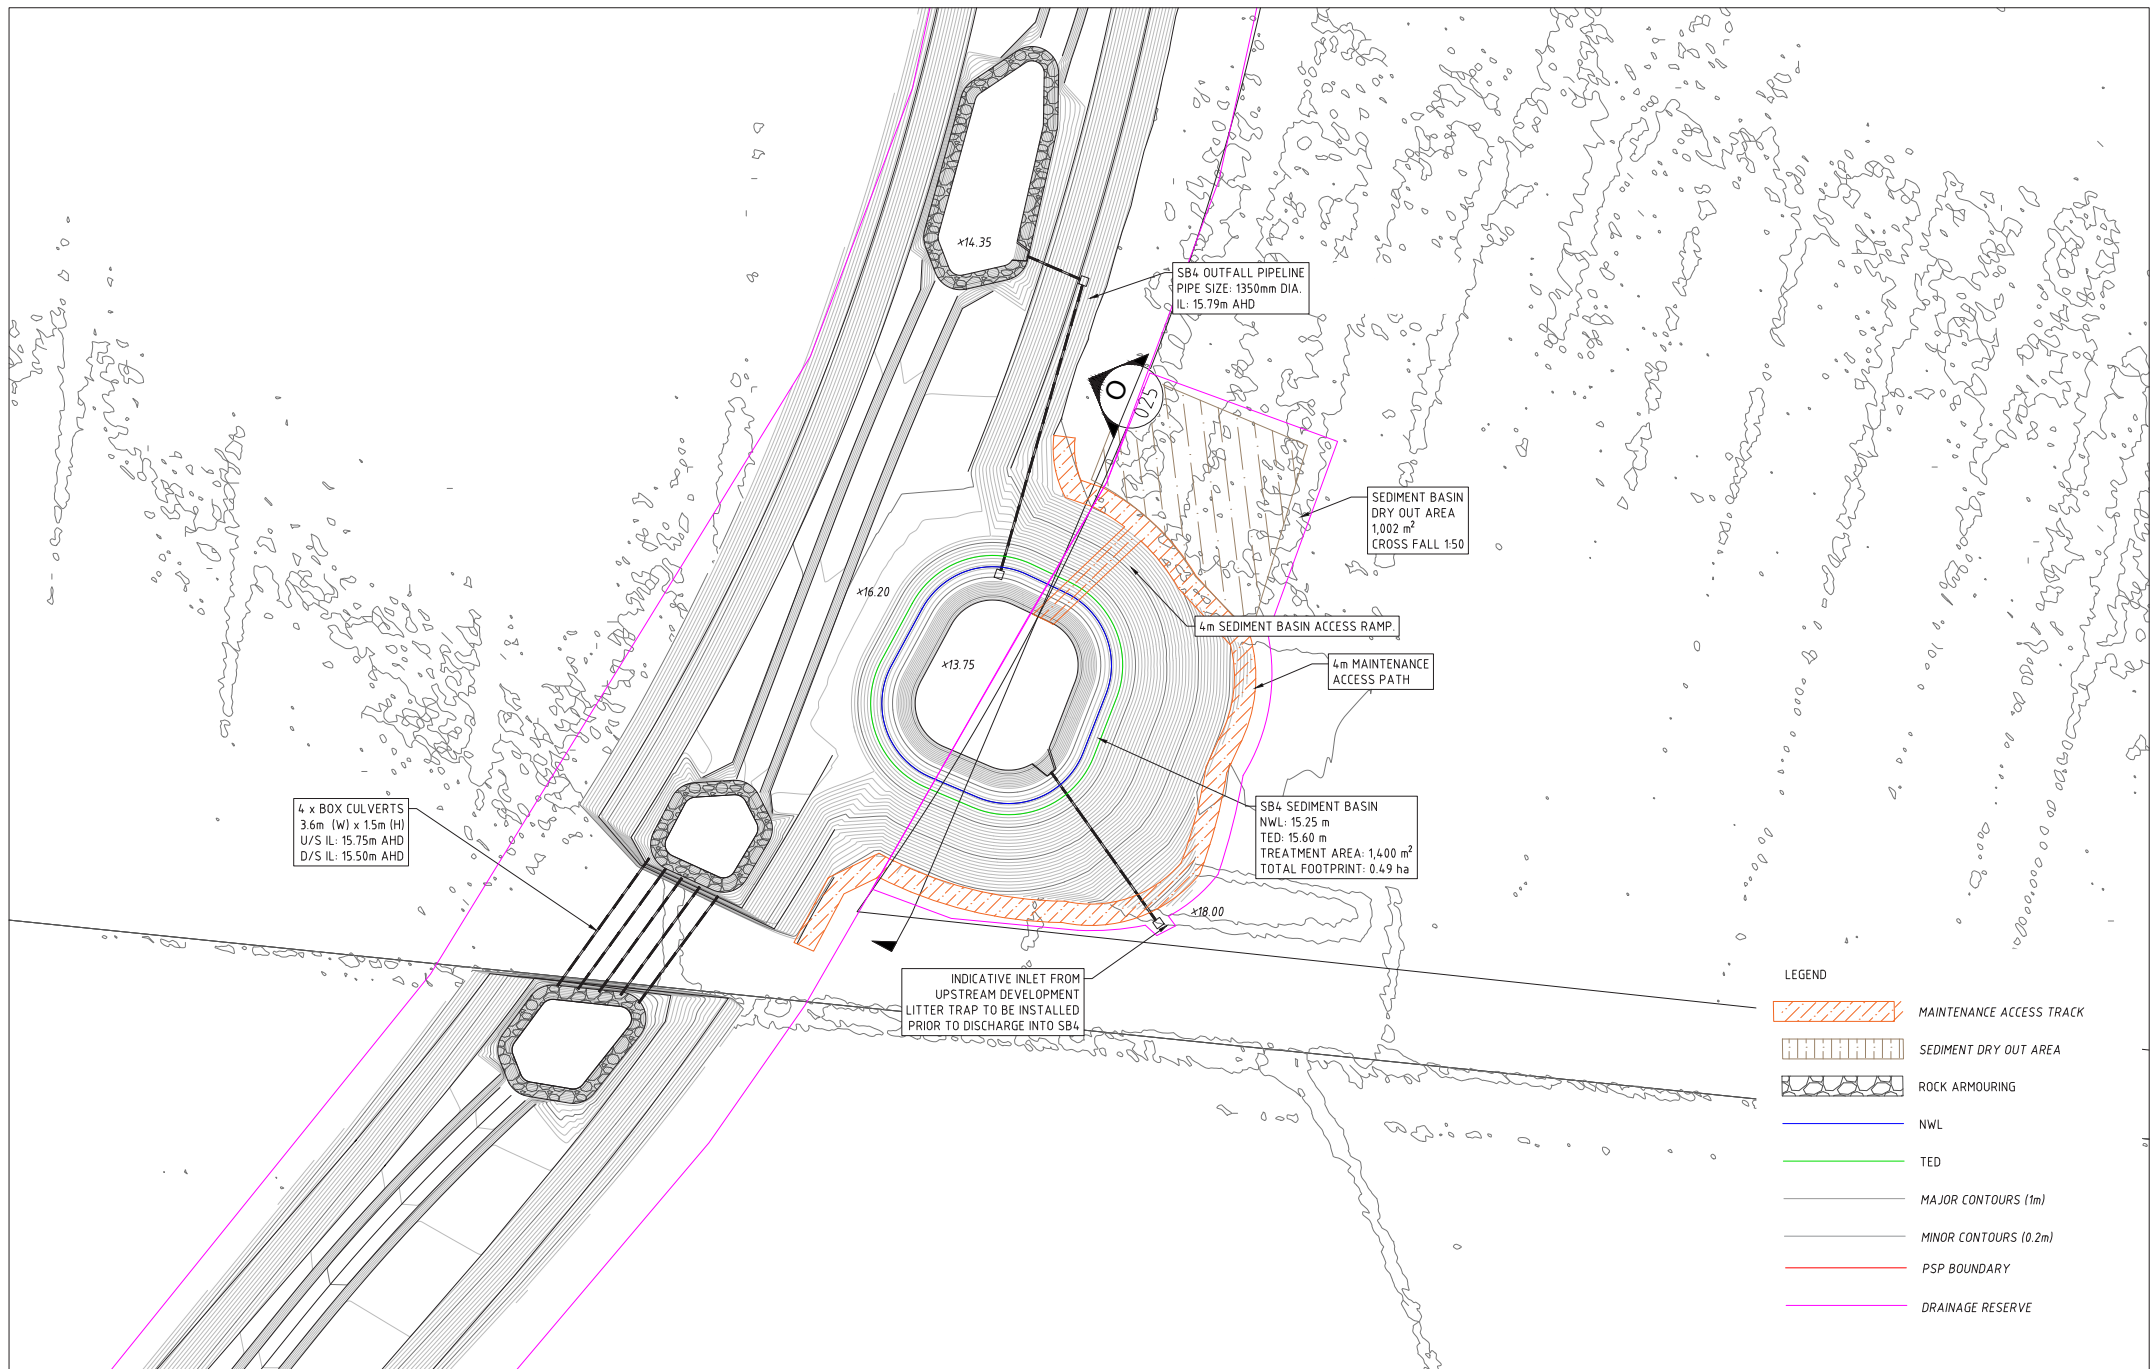 ×14.35
SB4 OUTFALL PIPELINE
PIPE SIZE: 1350mm DIA.
IL: 15.79m AHD
O
025
SEDIMENT BASIN
DRY OUT AREA
1,002 m²
CROSS FALL 1:50
×16.20
4m SEDIMENT BASIN ACCESS RAMP.
×13.75
4m MAINTENANCE
ACCESS PATH
4 x BOX CULVERTS
3.6m (W) x 1.5m (H)
U/S IL: 15.75m AHD
D/S IL: 15.50m AHD
SB4 SEDIMENT BASIN
NWL: 15.25 m
TED: 15.60 m
TREATMENT AREA: 1,400 m²
TOTAL FOOTPRINT: 0.49 ha
×18.00
INDICATIVE INLET FROM
UPSTREAM DEVELOPMENT
LITTER TRAP TO BE INSTALLED
PRIOR TO DISCHARGE INTO SB4
LEGEND
MAINTENANCE ACCESS TRACK
SEDIMENT DRY OUT AREA
ROCK ARMOURING
NWL
TED
MAJOR CONTOURS (1m)
MINOR CONTOURS (0.2m)
PSP BOUNDARY
DRAINAGE RESERVE